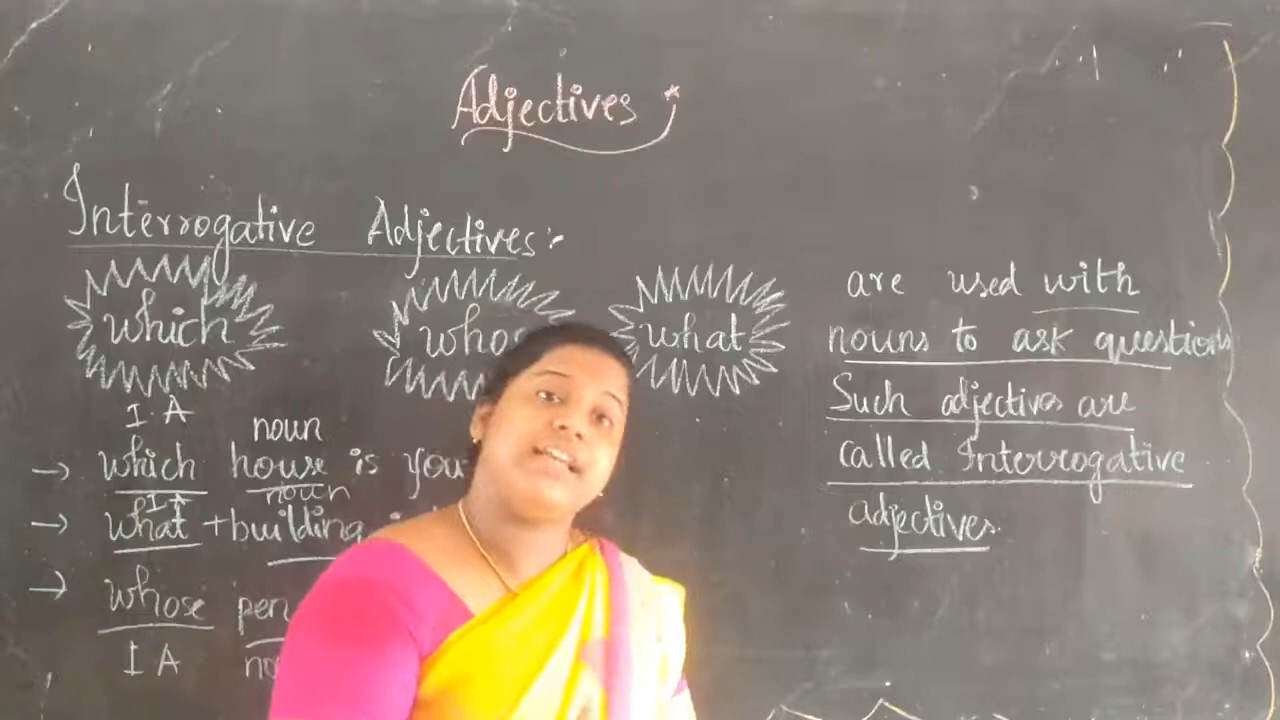 Adjectives
Interrogative Adjectives:-
which what
are used with
nouns to ask questions
Such adjectives are
called Interrogative
adjectives.
I.A noun
→ which house is
I A noun
→ what + building
→ whose pen
I A